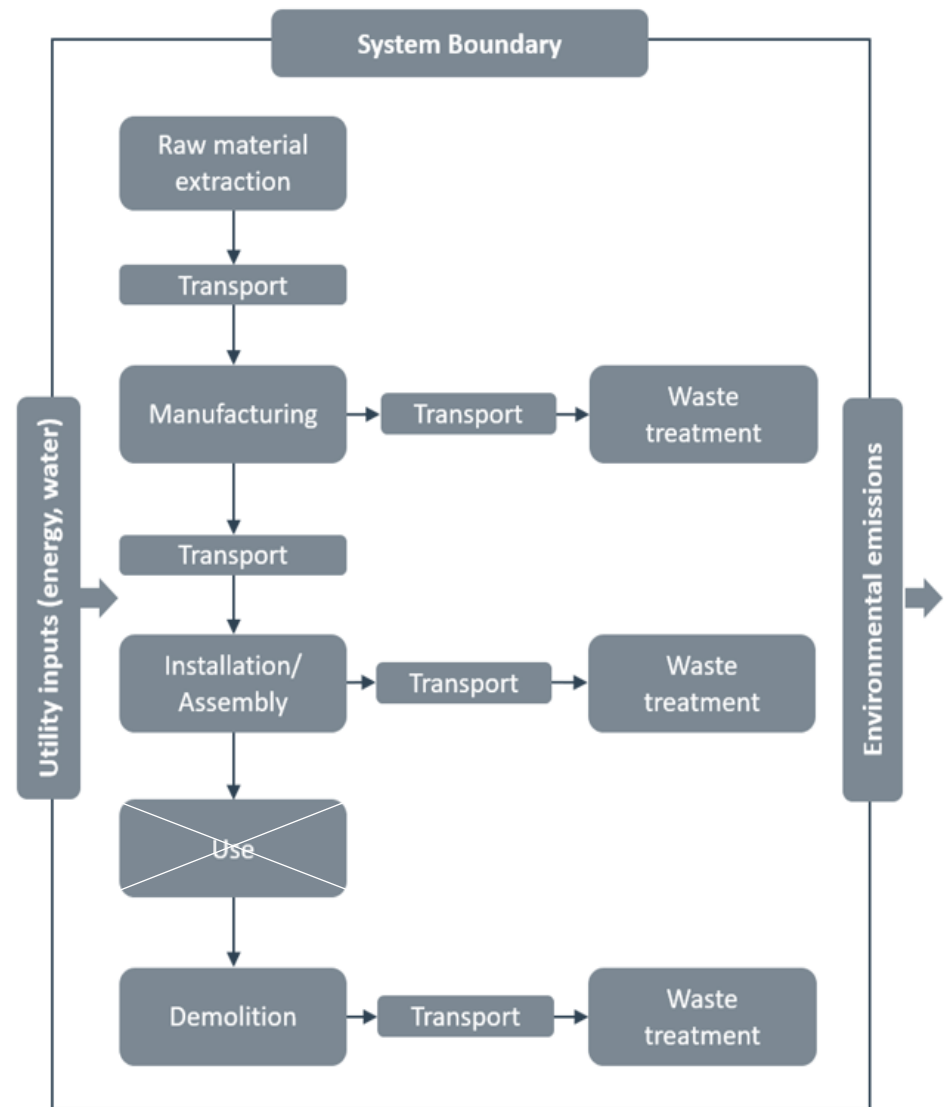 System Boundary
Raw material
extraction
Transport
Manufacturing
Transport
Waste
treatment
Utility inputs (energy, water)
Environmental emissions
Transport
Installation/
Assembly
Transport
Waste
treatment
Use
Demolition
Transport
Waste
treatment